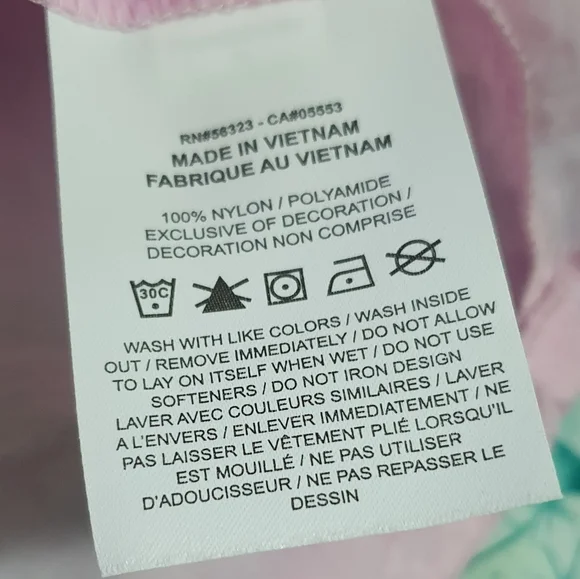 RN#56323 - CA#05553
MADE IN VIETNAM
FABRIQUE AU VIETNAM
100% NYLON / POLYAMIDE
EXCLUSIVE OF DECORATION /
DECORATION NON COMPRISE
30C
WASH WITH LIKE COLORS / WASH INSIDE
OUT / REMOVE IMMEDIATELY / DO NOT ALLOW
TO LAY ON ITSELF WHEN WET / DO NOT USE
SOFTENERS / DO NOT IRON DESIGN
LAVER AVEC COULEURS SIMILAIRES / LAVER
A L'ENVERS / ENLEVER IMMEDIATEMENT / NE
PAS LAISSER LE VÊTEMENT PLIÉ LORSQU'IL
EST MOUILLÉ / NE PAS UTILISER
D'ADOUCISSEUR / NE PAS REPASSER LE
DESSIN